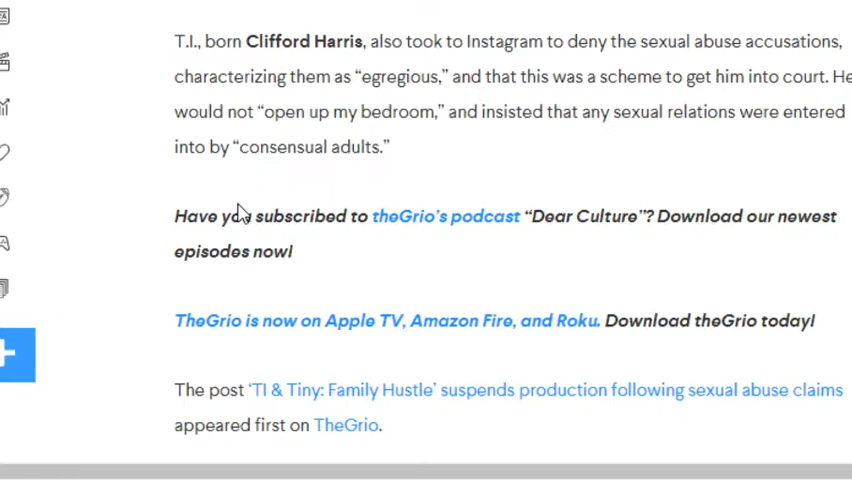 T.I., born Clifford Harris, also took to Instagram to deny the sexual abuse accusations,
characterizing them as “egregious,” and that this was a scheme to get him into court. He
would not “open up my bedroom,” and insisted that any sexual relations were entered
into by “consensual adults.”
Have you subscribed to theGrio’s podcast “Dear Culture”? Download our newest
episodes now!
TheGrio is now on Apple TV, Amazon Fire, and Roku. Download theGrio today!
The post ‘TI & Tiny: Family Hustle’ suspends production following sexual abuse claims
appeared first on TheGrio.